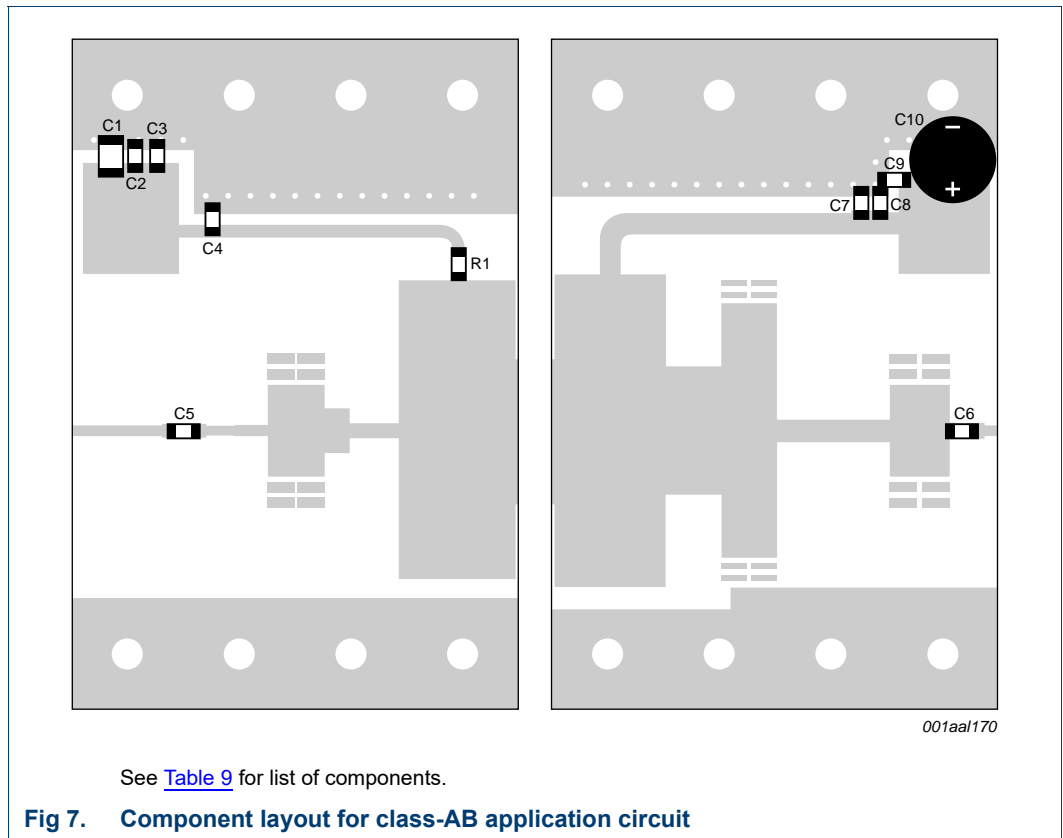 C1
C3
C2
C4
R1
C5
C10
−
+
C9
C7
C8
C6
001aal170
See Table 9 for list of components.
Fig 7. Component layout for class-AB application circuit